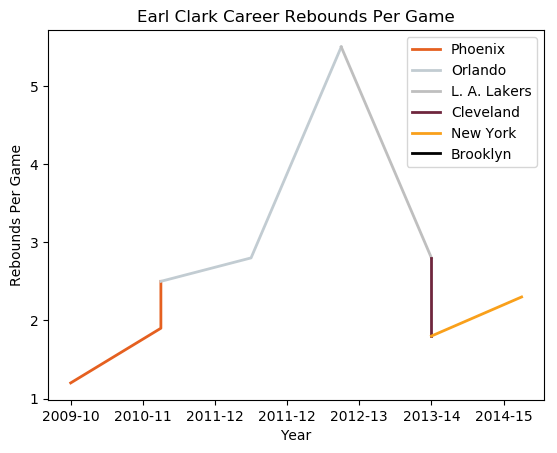 Earl Clark Career Rebounds Per Game
Phoenix
Orlando
L. A. Lakers
Cleveland
New York
Brooklyn
Rebounds Per Game
5
4
3
2
1
2009-10 2010-11 2011-12 2011-12 2012-13 2013-14 2014-15
Year